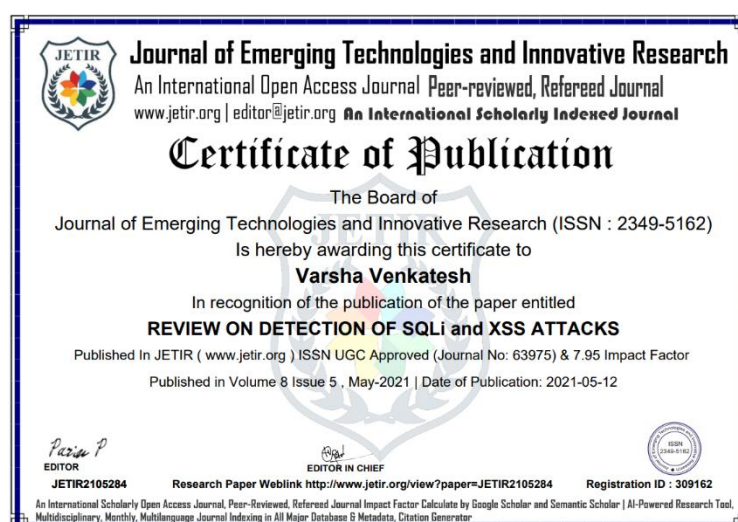 JETIR
Journal of Emerging Technologies and Innovative Research
An International Open Access Journal Peer-reviewed, Refereed Journal
www.jetir.org | editor@jetir.org An International Scholarly Indexed Journal
Certificate of Publication
The Board of
Journal of Emerging Technologies and Innovative Research (ISSN : 2349-5162)
Is hereby awarding this certificate to
Varsha Venkatesh
In recognition of the publication of the paper entitled
REVIEW ON DETECTION OF SQLi and XSS ATTACKS
Published In JETIR ( www.jetir.org ) ISSN UGC Approved (Journal No: 63975) & 7.95 Impact Factor
Published in Volume 8 Issue 5 , May-2021 | Date of Publication: 2021-05-12
EDITOR
EDITOR IN CHIEF
ISSN
2349-5162
JETIR2105284 Research Paper Weblink http://www.jetir.org/view?paper=JETIR2105284 Registration ID : 309162
An International Scholarly Open Access Journal, Peer-Reviewed, Refereed Journal Impact Factor Calculate by Google Scholar and Semantic Scholar | AI-Powered Research Tool,
Multidisciplinary, Monthly, Multilanguage Journal Indexing in All Major Database & Metadata, Citation Generator